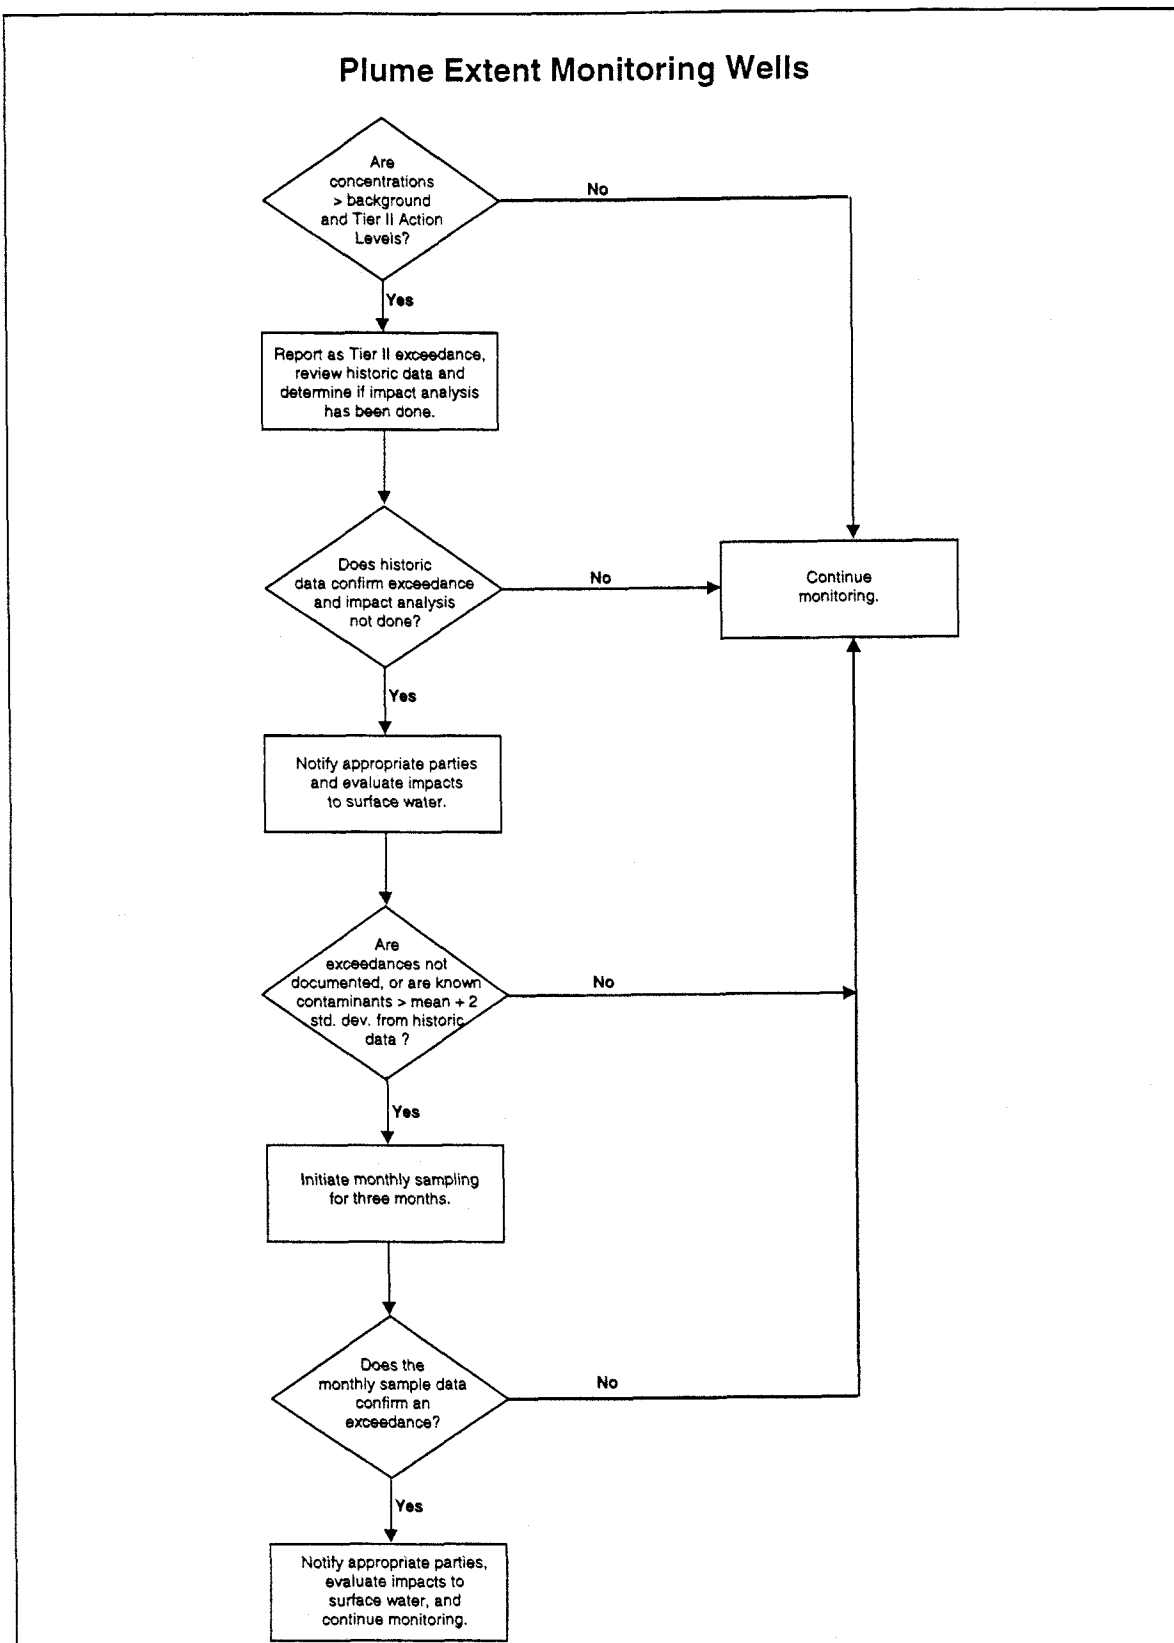 Plume Extent Monitoring Wells
Are
concentrations
> background
and Tier II Action
Levels?
No
Yes
Report as Tier II exceedance,
review historic data and
determine if impact analysis
has been done.
Does historic
data confirm exceedance
and impact analysis
not done?
No
Continue
monitoring.
Yes
Notify appropriate parties
and evaluate impacts
to surface water.
Are
exceedances not
documented, or are known
contaminants > mean + 2
std. dev. from historic
data ?
No
Yes
Initiate monthly sampling
for three months.
Does the
monthly sample data
confirm an
exceedance?
No
Yes
Notify appropriate parties,
evaluate impacts to
surface water, and
continue monitoring.